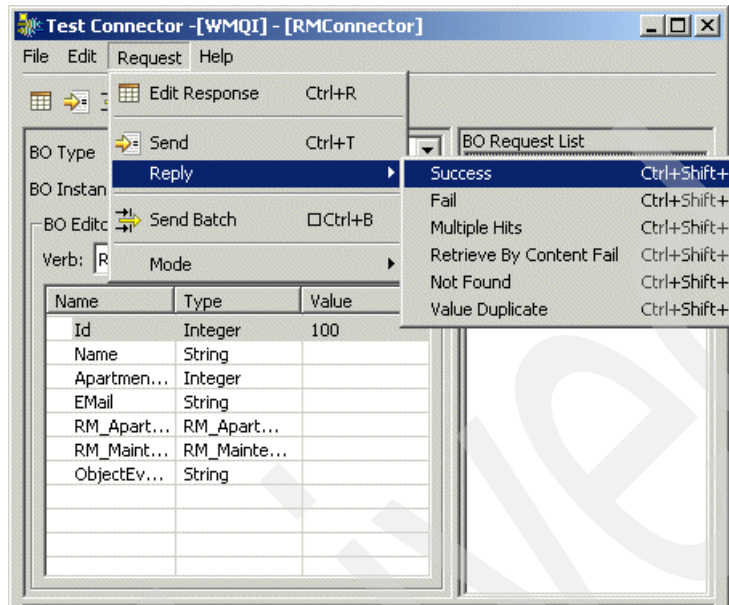 Test Connector -[WMQI] - [RMConnector]
File Edit Request Help
Edit Response Ctrl+R
Send Ctrl+T
Reply
Send Batch Ctrl+B
Mode
Success Ctrl+Shift+
Fail Ctrl+Shift+
Multiple Hits Ctrl+Shift+
Retrieve By Content Fail Ctrl+Shift+
Not Found Ctrl+Shift+
Value Duplicate Ctrl+Shift+
BO Type
BO Instan
BO Editc
Verb: R
BO Request List
Name Type Value
Id Integer 100
Name String
Apartmen... Integer
EMail String
RM_Apart... RM_Apart...
RM_Maint... RM_Mainte...
ObjectEv... String